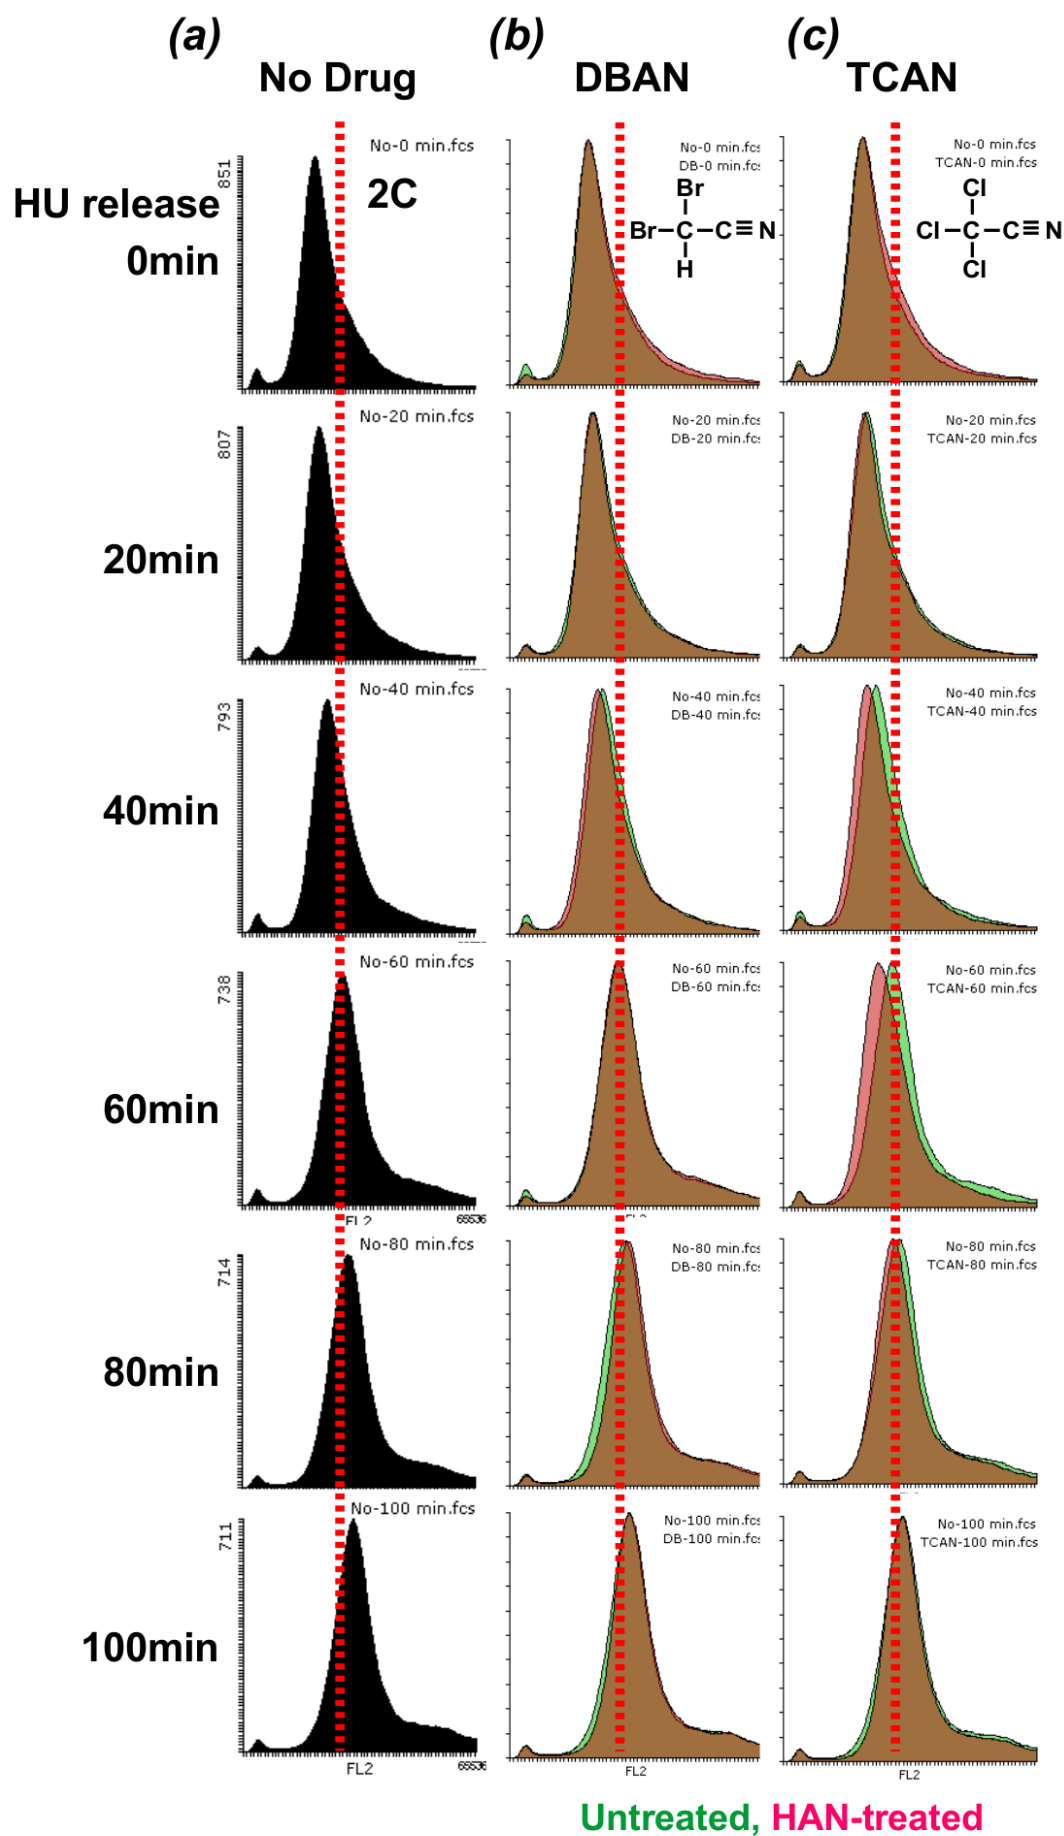 (a) (b) (c)
No Drug DBAN TCAN
No-0 min.fcs
851
2C
No-0 min.fcs
DB-0 min.fcs
Br
Br–C–C≡N
H
No-0 min.fcs
TCAN-0 min.fcs
Cl
Cl–C–C≡N
Cl
HU release
0min
20min
No-20 min.fcs
807
No-20 min.fcs
DB-20 min.fcs
No-20 min.fcs
TCAN-20 min.fcs
40min
No-40 min.fcs
793
No-40 min.fcs
DB-40 min.fcs
No-40 min.fcs
TCAN-40 min.fcs
60min
No-60 min.fcs
738
FL2 65536
No-60 min.fcs
DB-60 min.fcs
No-60 min.fcs
TCAN-60 min.fcs
80min
No-80 min.fcs
714
No-80 min.fcs
DB-80 min.fcs
No-80 min.fcs
TCAN-80 min.fcs
100min
No-100 min.fcs
711
FL2 65536
No-100 min.fcs
DB-100 min.fcs
FL2
No-100 min.fcs
TCAN-100 min.fcs
FL2
Untreated, HAN-treated